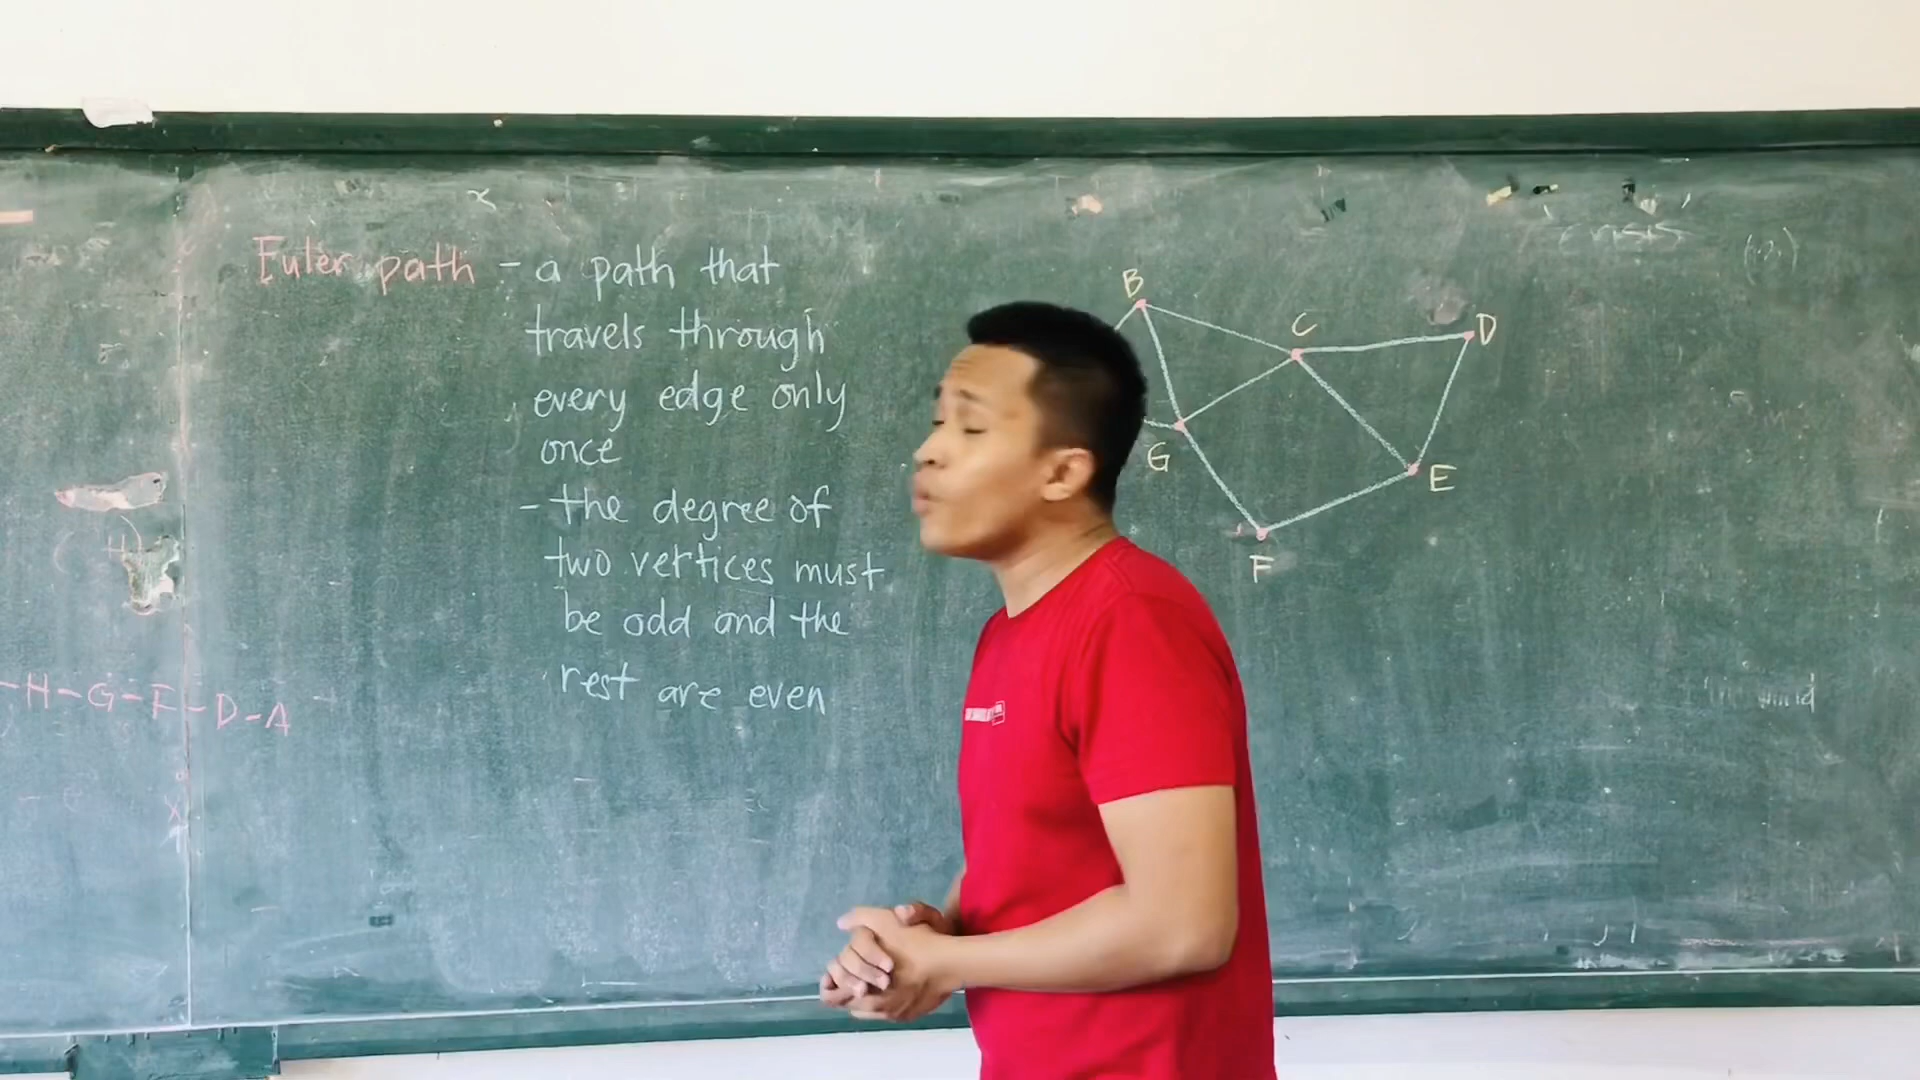 Euler path - a path that
travels through
every edge only
once
- the degree of
two vertices must
be odd and the
rest are even
-H-G-F-D-A
B
C
D
G
E
F
crisis